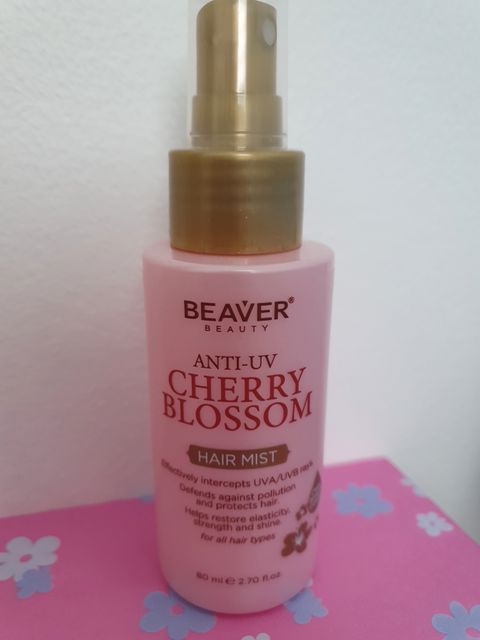 BEAVER®
BEAUTY
ANTI-UV
CHERRY
BLOSSOM
HAIR MIST
Effectively intercepts UVA/UVB rays
Defends against pollution
and protects hair
Helps restore elasticity,
strength and shine.
for all hair types
80 ml ℮ 2.70 fl.oz.